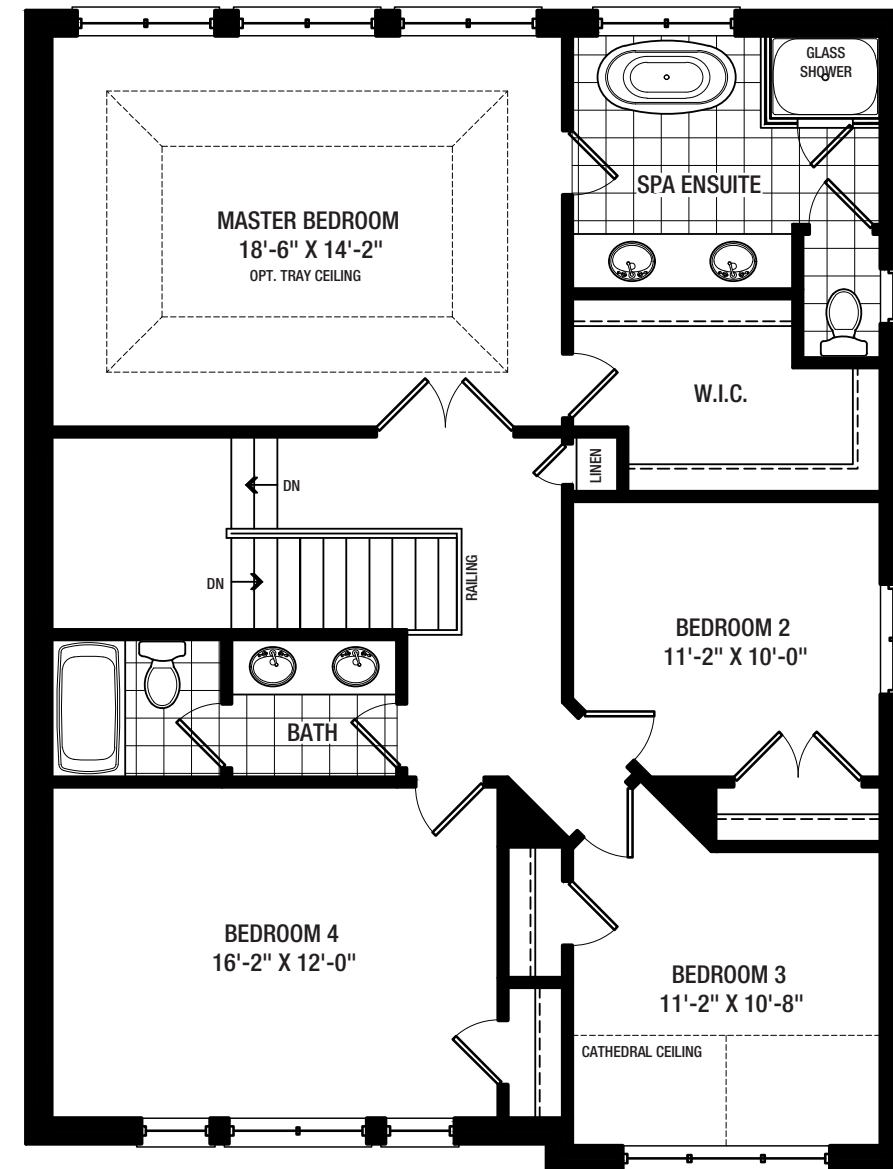 GLASS
SHOWER
SPA ENSUITE
MASTER BEDROOM
18'-6" X 14'-2"
OPT. TRAY CEILING
W.I.C.
LINEN
DN
RAILING
DN
BEDROOM 2
11'-2" X 10'-0"
BATH
BEDROOM 4
16'-2" X 12'-0"
BEDROOM 3
11'-2" X 10'-8"
CATHEDRAL CEILING